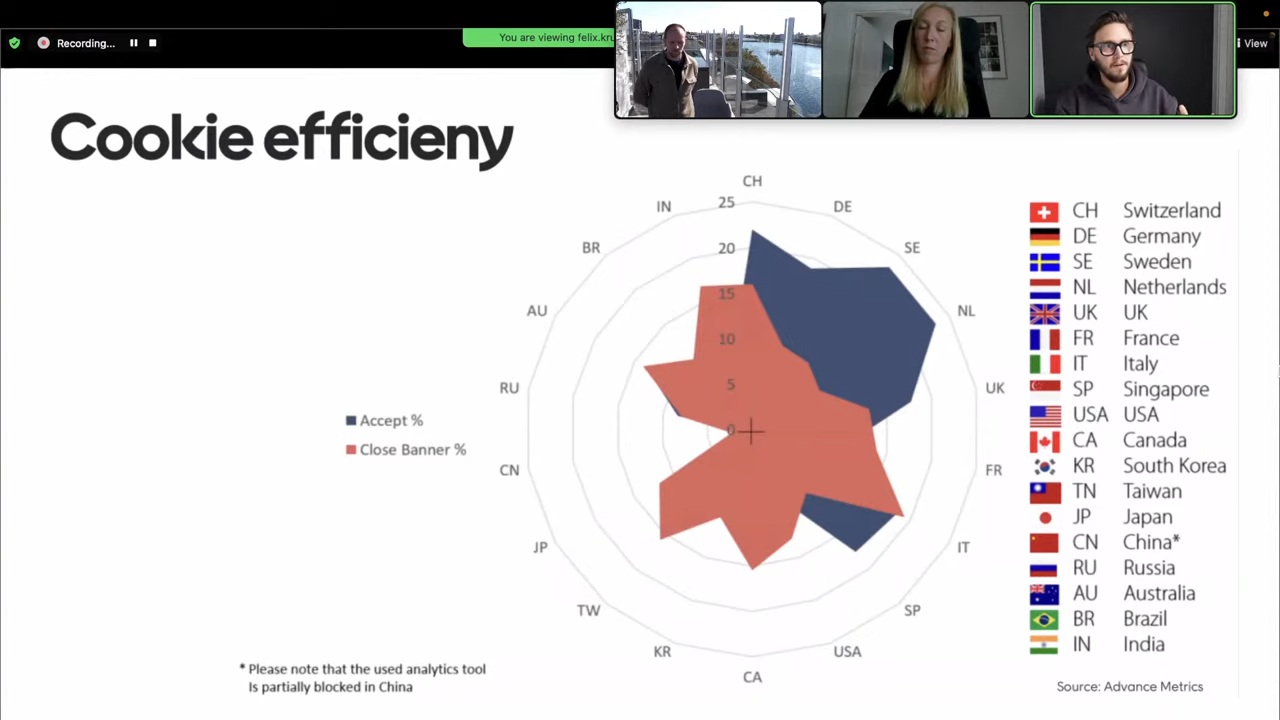 Recording...
You are viewing felix.kru
View
Cookie efficieny
CH
DE
SE
NL
UK
FR
IT
SP
USA
CA
KR
TW
JP
CN
RU
AU
BR
IN
25
20
15
10
5
0
Accept %
Close Banner %
CH Switzerland
DE Germany
SE Sweden
NL Netherlands
UK UK
FR France
IT Italy
SP Singapore
USA USA
CA Canada
KR South Korea
TN Taiwan
JP Japan
CN China*
RU Russia
AU Australia
BR Brazil
IN India
* Please note that the used analytics tool
Is partially blocked in China
Source: Advance Metrics